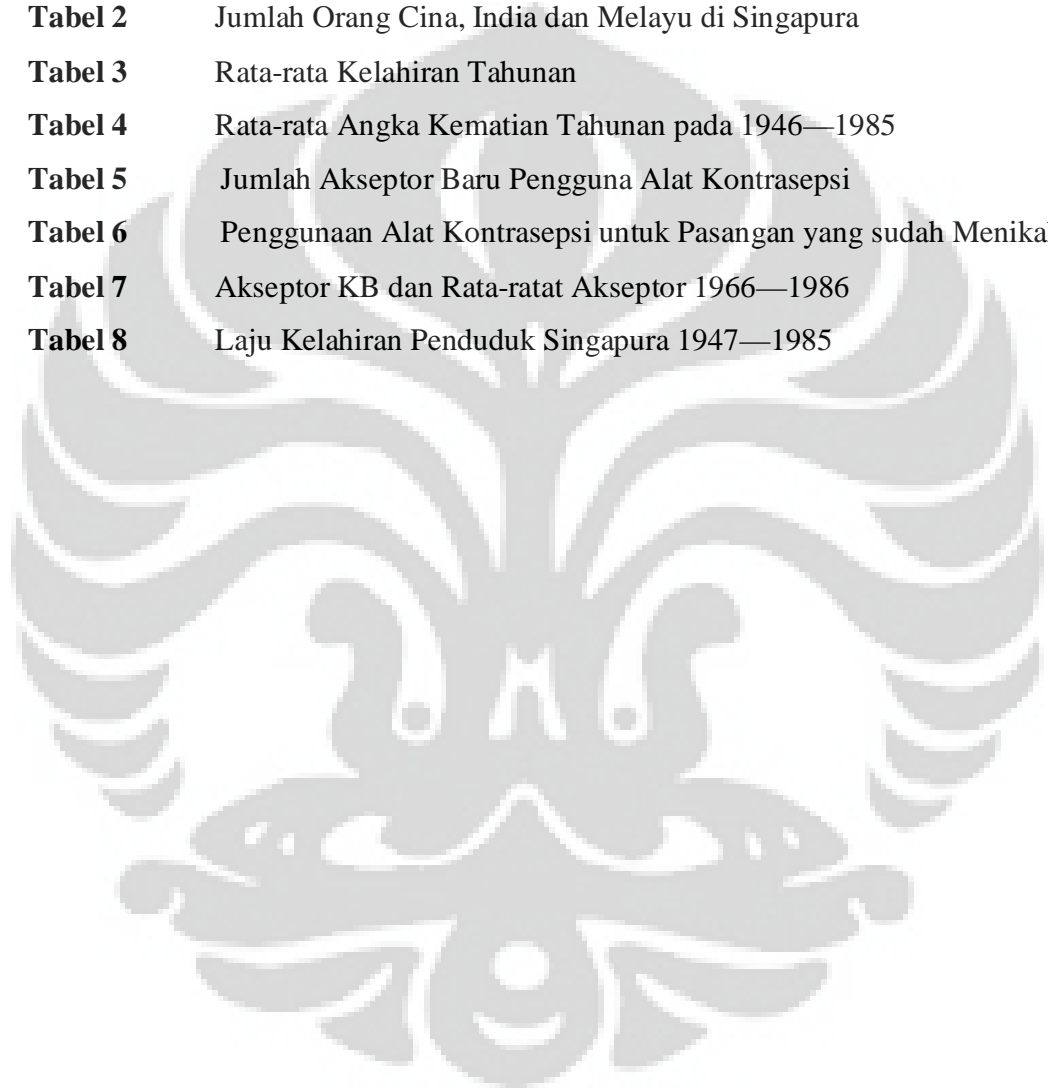 Tabel 2 Jumlah Orang Cina, India dan Melayu di Singapura
Tabel 3 Rata-rata Kelahiran Tahunan
Tabel 4 Rata-rata Angka Kematian Tahunan pada 1946—1985
Tabel 5 Jumlah Akseptor Baru Pengguna Alat Kontrasepsi
Tabel 6 Penggunaan Alat Kontrasepsi untuk Pasangan yang sudah
Tabel 7 Akseptor KB dan Rata-ratat Akseptor 1966—1986
Tabel 8 Laju Kelahiran Penduduk Singapura 1947—1985